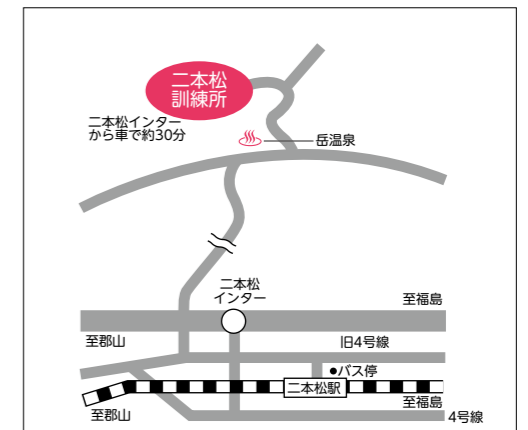 二本松
訓練所
二本松インター
から車で約30分
岳温泉
二本松
インター
至福島
至郡山
旧4号線
●バス停
二本松駅
至福島
至郡山
4号線